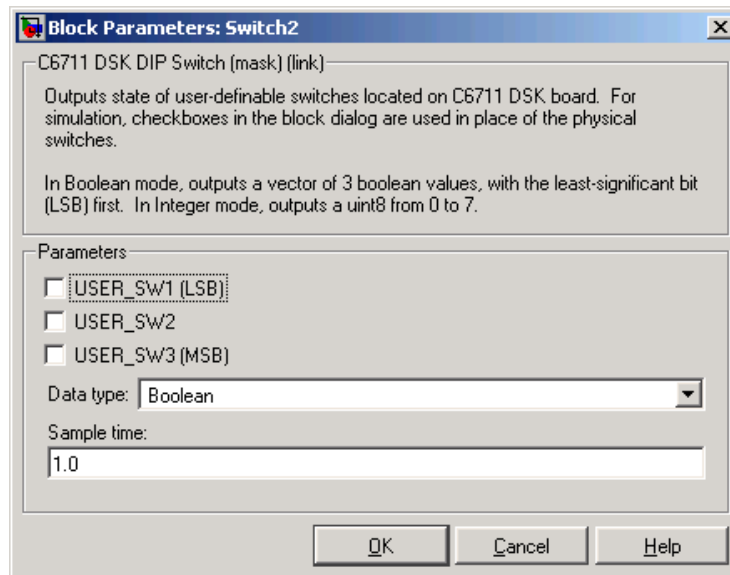 Block Parameters: Switch2
C6711 DSK DIP Switch (mask) (link)
Outputs state of user-definable switches located on C6711 DSK board. For
simulation, checkboxes in the block dialog are used in place of the physical
switches.
In Boolean mode, outputs a vector of 3 boolean values, with the least-significant bit
(LSB) first. In Integer mode, outputs a uint8 from 0 to 7.
Parameters
USER_SW1 (LSB)
USER_SW2
USER_SW3 (MSB)
Data type: Boolean
Sample time:
1.0
OK Cancel Help